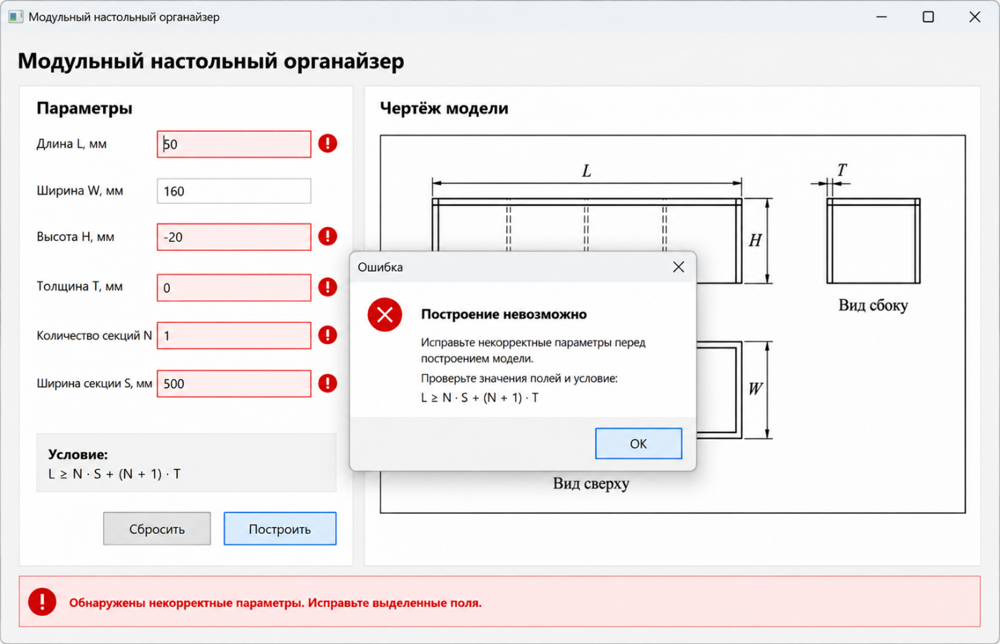 Модульный настольный органайзер
Модульный настольный органайзер
Параметры
Длина L, мм
50
Ширина W, мм
160
Высота H, мм
-20
Толщина T, мм
0
Количество секций N
1
Ширина секции S, мм
500
Условие:
L ≥ N · S + (N + 1) · T
Сбросить
Построить
Чертёж модели
L
T
H
Вид сбоку
W
Вид сверху
Ошибка
Построение невозможно
Исправьте некорректные параметры перед
построением модели.
Проверьте значения полей и условие:
L ≥ N · S + (N + 1) · T
ОК
Обнаружены некорректные параметры. Исправьте выделенные поля.